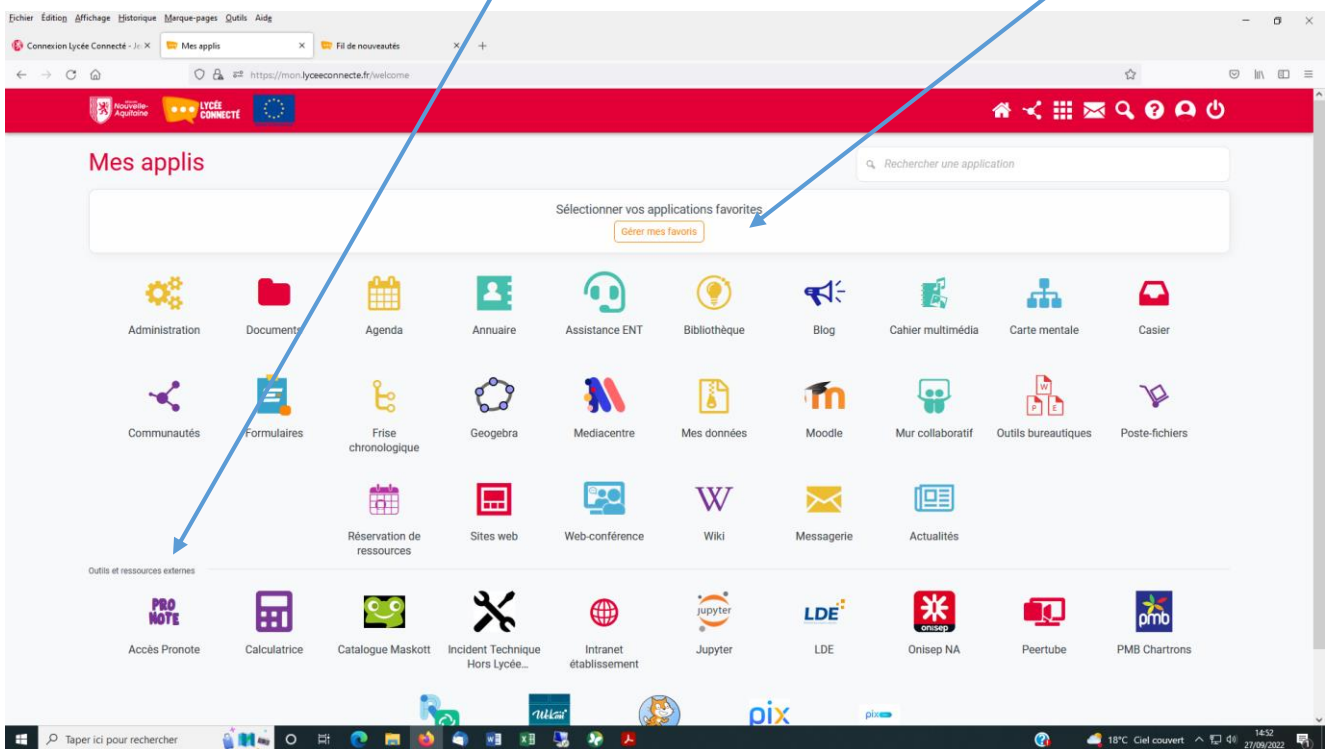 Fichier Édition Affichage Historique Marque-pages Outils Aide
Connexion Lycée Connecté - Je
Mes applis
Fil de nouveautés
https://mon.lyceeconnecte.fr/welcome
Nouvelle-
Aquitaine
LYCÉE
CONNECTÉ
Mes applis
Rechercher une application
Sélectionner vos applications favorites
Gérer mes favoris
Administration Documents Agenda Annuaire Assistance ENT Bibliothèque Blog Cahier multimédia Carte mentale Casier
W
P E
Communautés Formulaires Frise chronologique Geogebra Mediacentre Mes données Moodle Mur collaboratif Outils bureautiques Poste-fichiers
W
Réservation de ressources Sites web Web-conférence Wiki Messagerie Actualités
Outils et ressources externes
PRO
NOTE
jupyter
LDE
onisep
pmb
Accès Pronote Calculatrice Catalogue Maskott Incident Technique Hors Lycée... Intranet établissement Jupyter LDE Onisep NA Peertube PMB Chartrons
pix
pix
Taper ici pour rechercher
18°C Ciel couvert
14:52
27/09/2022